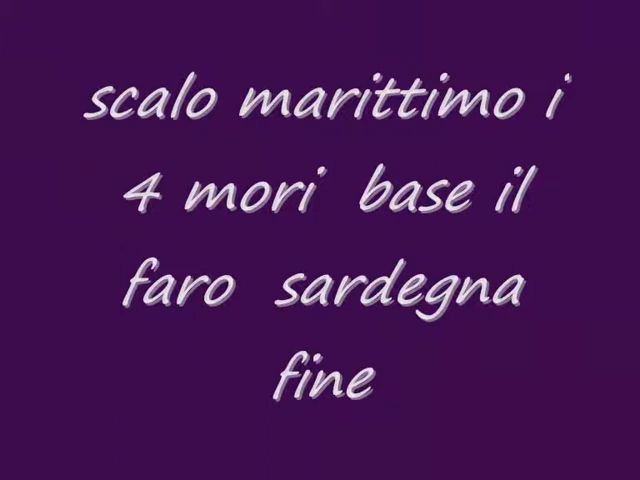 scalo marittimo i
4 mori base il
faro sardegna
fine